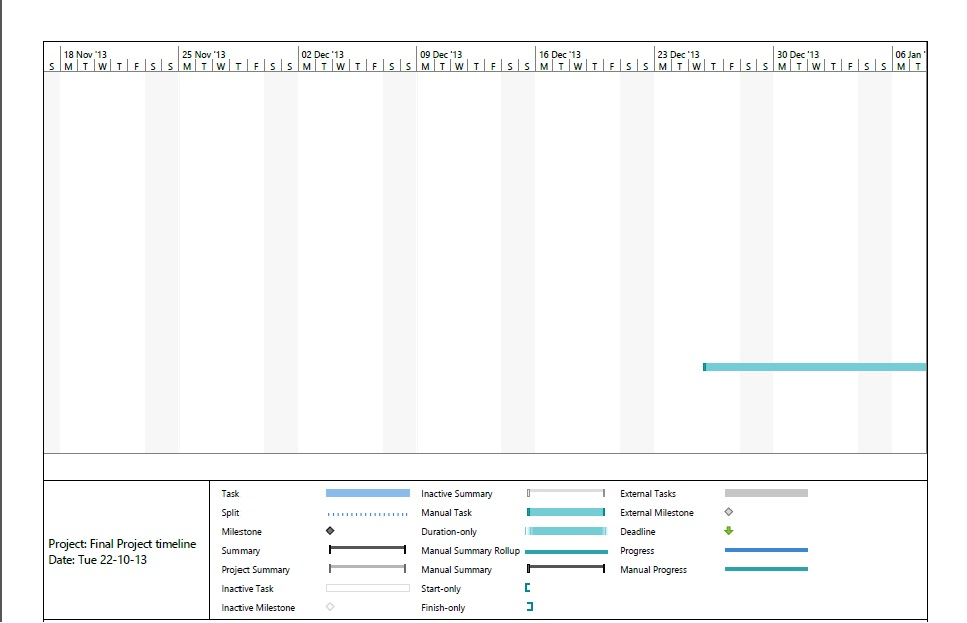 18 Nov '13 25 Nov '13 02 Dec '13 09 Dec '13 16 Dec '13 23 Dec '13 30 Dec '13 06 Jan '
S M T W T F S S M T W T F S S M T W T F S S M T W T F S S M T W T F S S M T W T F S S M T W T F S S M T
Project: Final Project timeline
Date: Tue 22-10-13
Task Inactive Summary External Tasks
Split Manual Task External Milestone
Milestone Duration-only Deadline
Summary Manual Summary Rollup Progress
Project Summary Manual Summary Manual Progress
Inactive Task Start-only
Inactive Milestone Finish-only